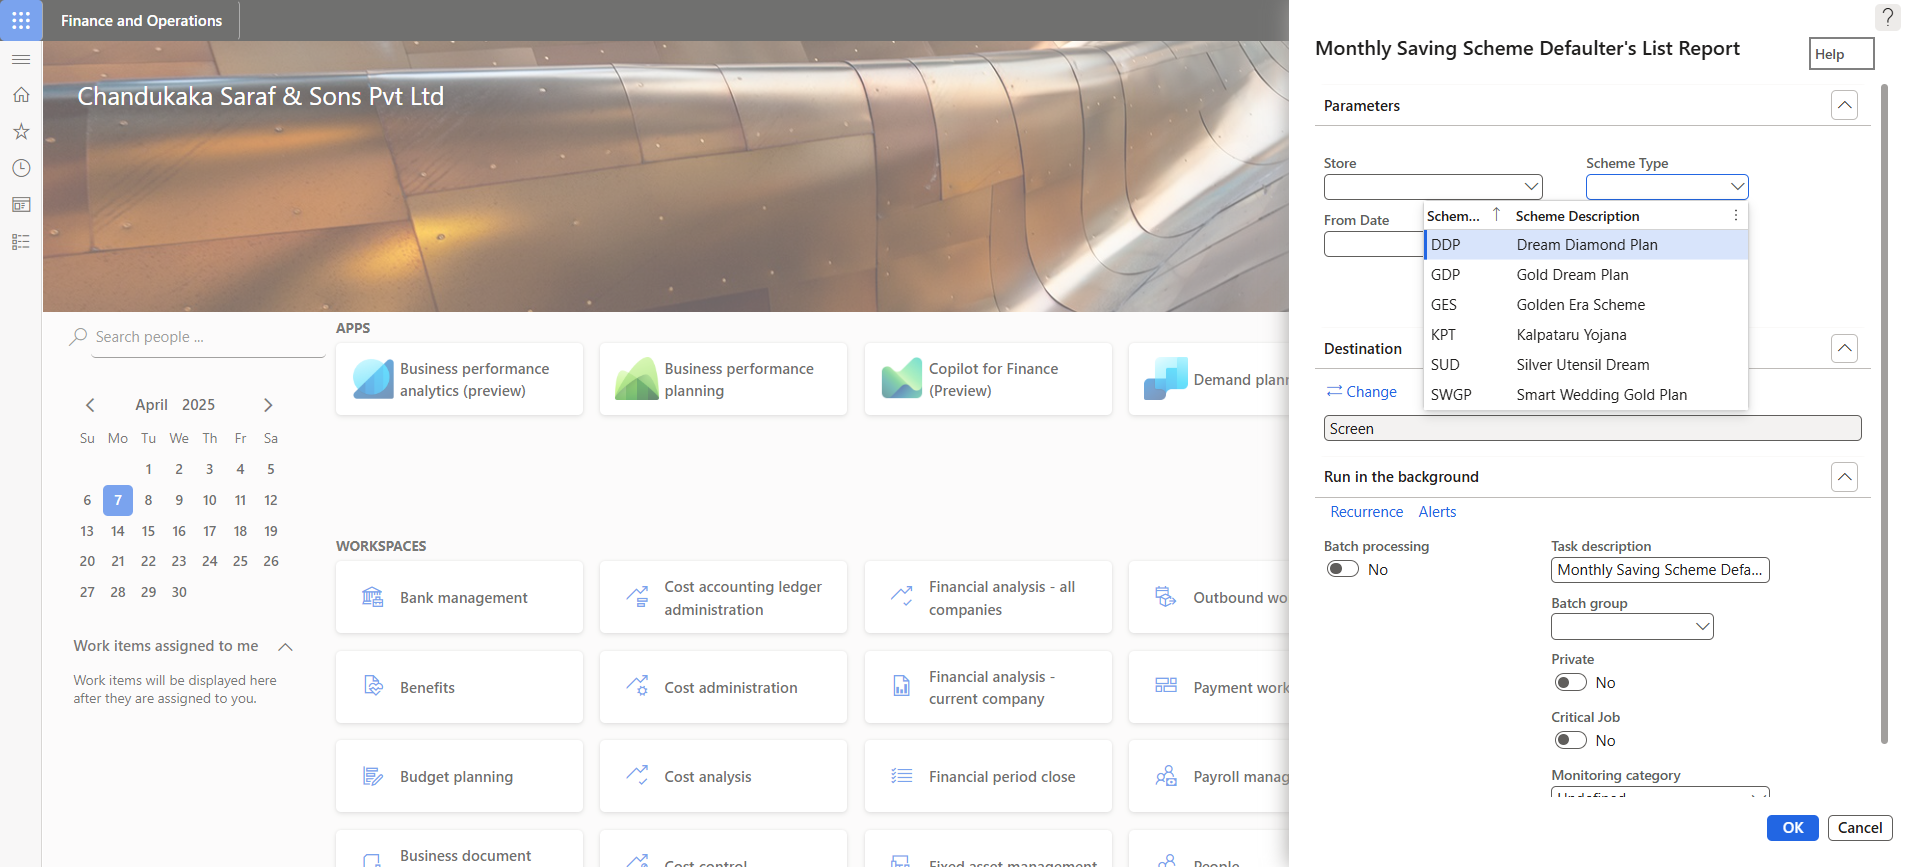 Finance and Operations
?
Chandukaka Saraf & Sons Pvt Ltd
Search people ...
April 2025
Su Mo Tu We Th Fr Sa
1 2 3 4 5
6 7 8 9 10 11 12
13 14 15 16 17 18 19
20 21 22 23 24 25 26
27 28 29 30
Work items assigned to me
Work items will be displayed here
after they are assigned to you.
APPS
Business performance
analytics (preview)
Business performance
planning
Copilot for Finance
(Preview)
Demand plann
WORKSPACES
Bank management
Cost accounting ledger
administration
Financial analysis - all
companies
Outbound wo
Benefits
Cost administration
Financial analysis -
current company
Payment work
Budget planning
Cost analysis
Financial period close
Payroll manag
Business document
Cost control
Fixed asset management
People
Monthly Saving Scheme Defaulter's List Report
Help
Parameters
Store
Scheme Type
From Date
Schem... ↑ Scheme Description
DDP Dream Diamond Plan
GDP Gold Dream Plan
GES Golden Era Scheme
KPT Kalpataru Yojana
SUD Silver Utensil Dream
SWGP Smart Wedding Gold Plan
Destination
Change
Screen
Run in the background
Recurrence Alerts
Batch processing
No
Task description
Monthly Saving Scheme Defa...
Batch group
Private
No
Critical Job
No
Monitoring category
Undefined
OK Cancel